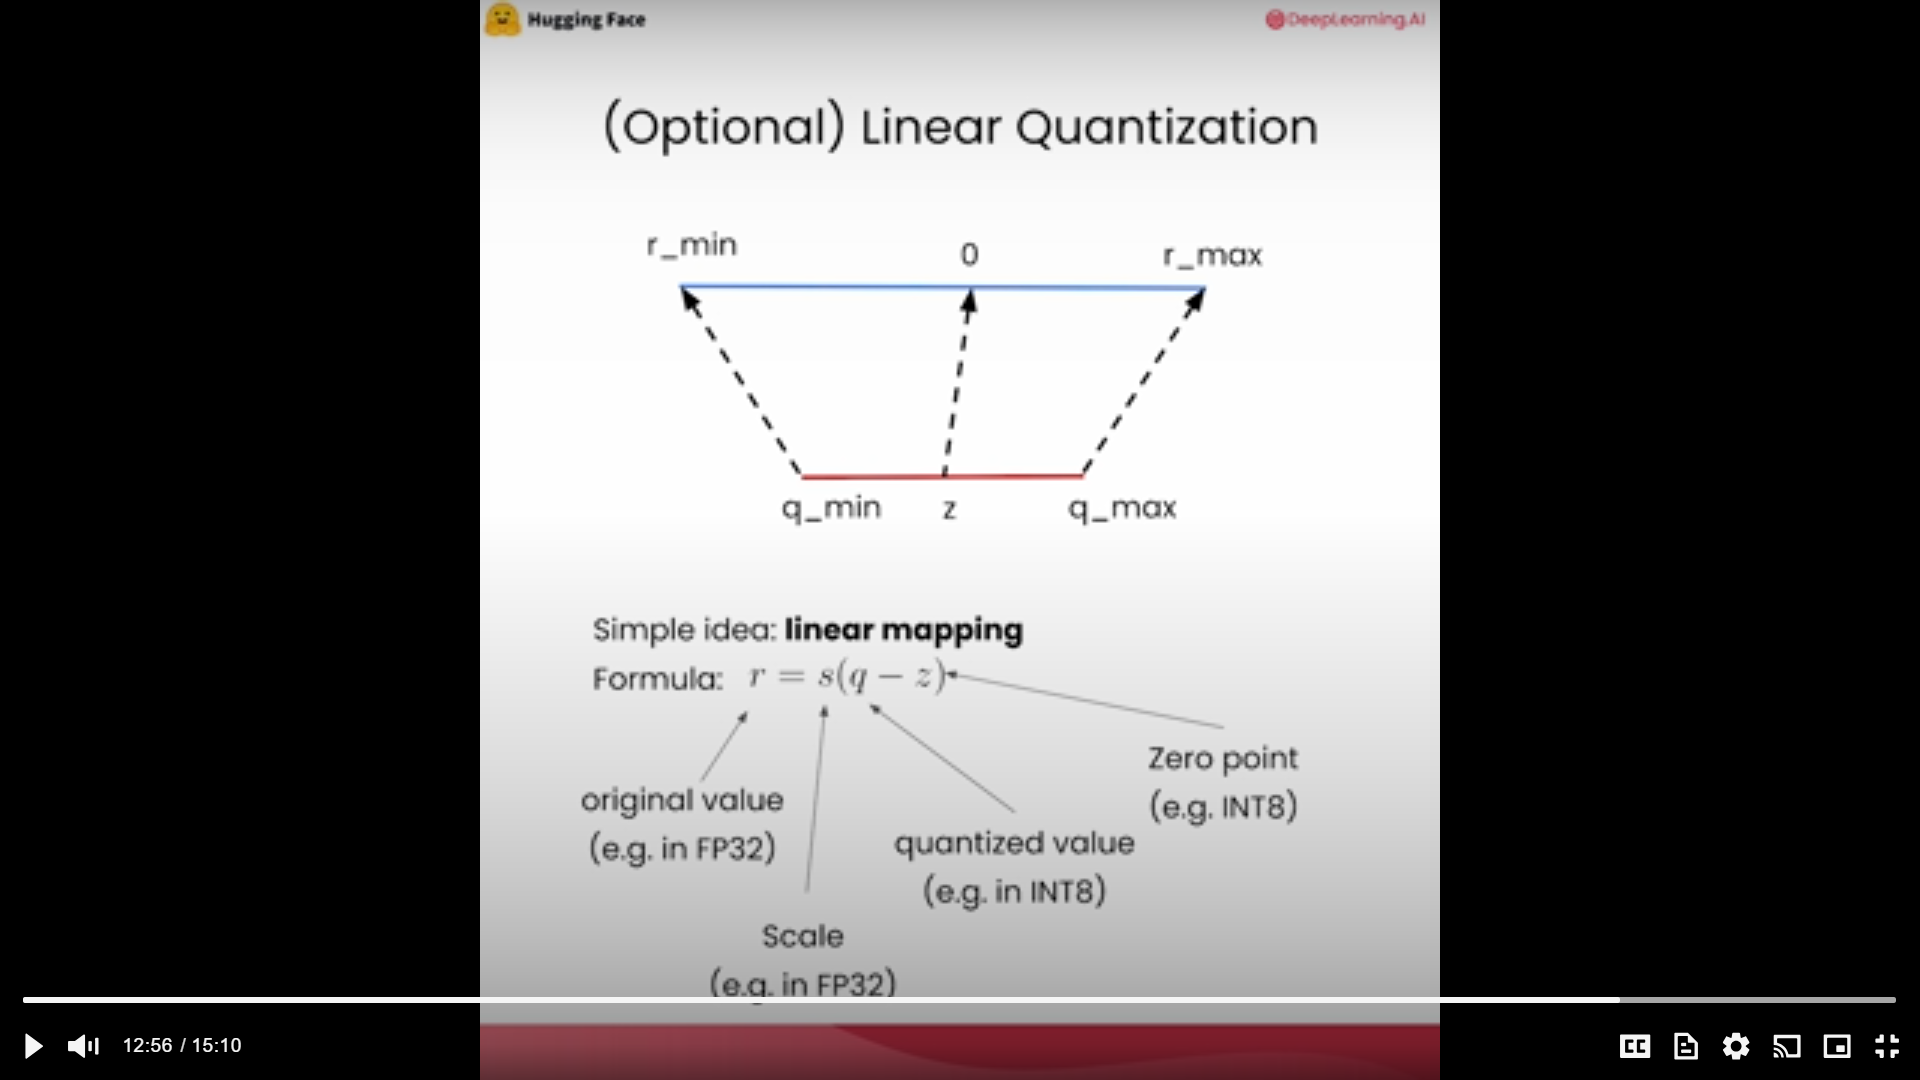 Hugging Face
DeepLearning.AI
(Optional) Linear Quantization
r_min
0
r_max
q_min
z
q_max
Simple idea: linear mapping
Formula: r = s(q − z)
Zero point
(e.g. INT8)
original value
(e.g. in FP32)
quantized value
(e.g. in INT8)
Scale
(e.g. in FP32)
12:56 / 15:10
CC